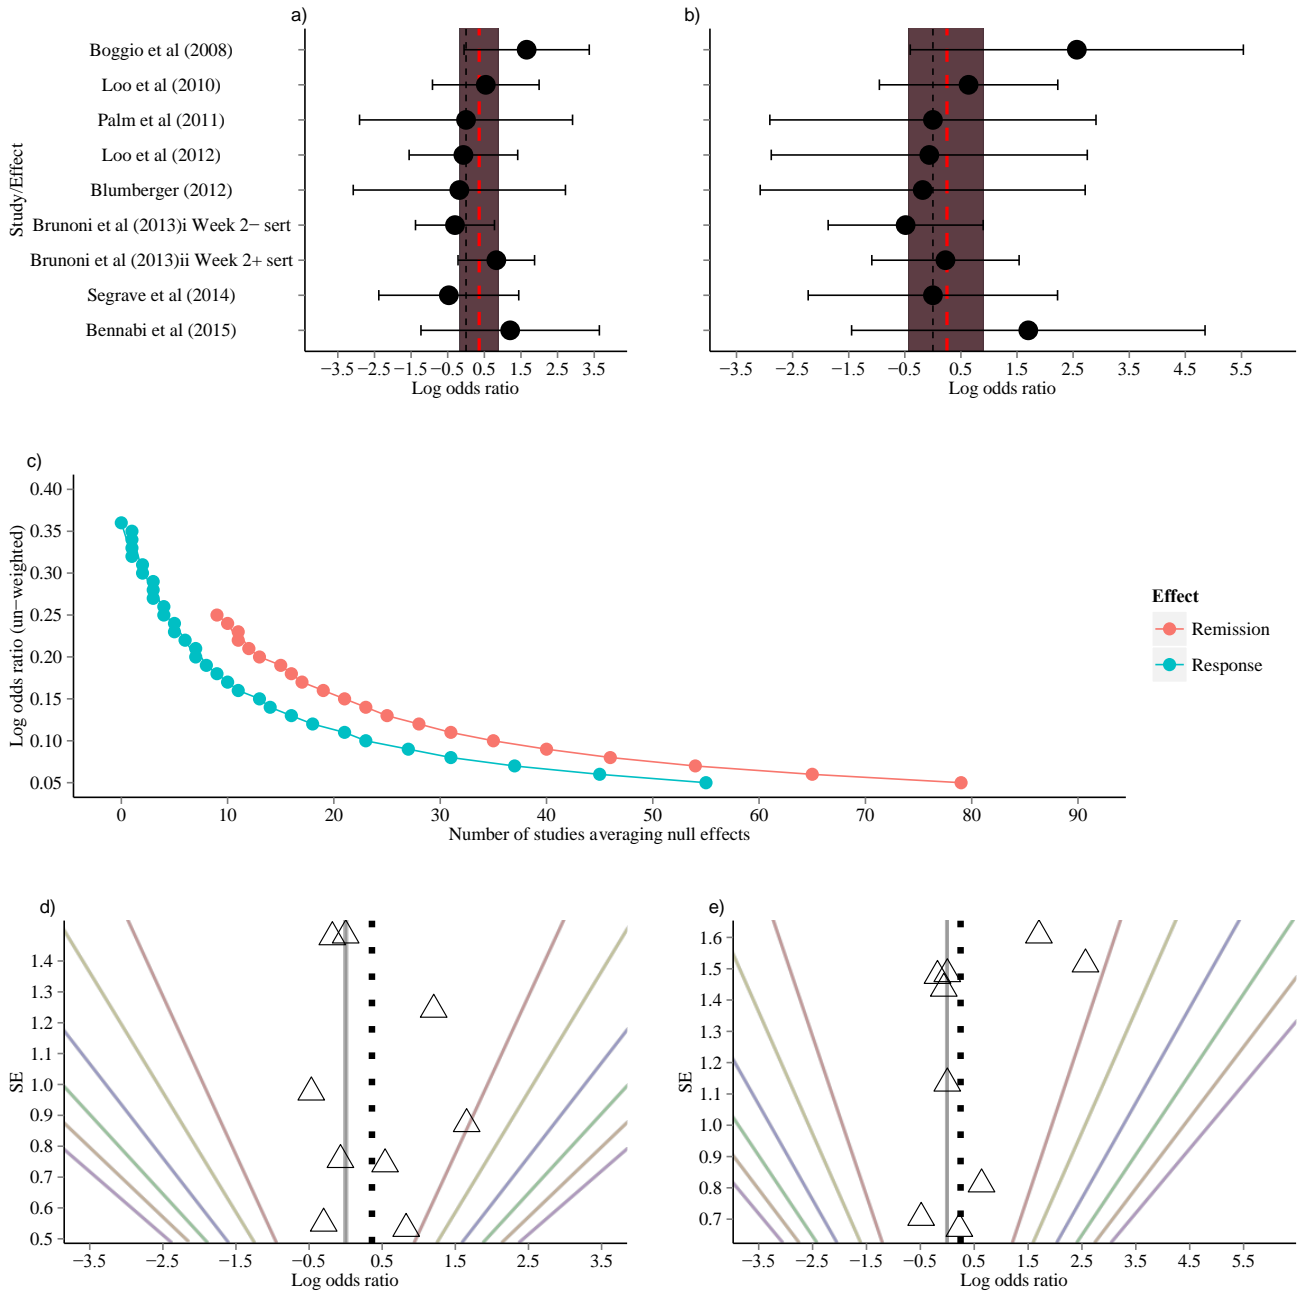 a)
b)
Study/Effect
Boggio et al (2008)
Loo et al (2010)
Palm et al (2011)
Loo et al (2012)
Blumberger (2012)
Brunoni et al (2013)i Week 2− sert
Brunoni et al (2013)ii Week 2+ sert
Segrave et al (2014)
Bennabi et al (2015)
−3.5 −2.5 −1.5 −0.5 0.5 1.5 2.5 3.5
Log odds ratio
−3.5 −2.5 −1.5 −0.5 0.5 1.5 2.5 3.5 4.5 5.5
Log odds ratio
c)
Log odds ratio (un−weighted)
0.40
0.35
0.30
0.25
0.20
0.15
0.10
0.05
0 10 20 30 40 50 60 70 80 90
Number of studies averaging null effects
Effect
Remission
Response
d)
SE
1.4
1.3
1.2
1.1
1.0
0.9
0.8
0.7
0.6
0.5
−3.5 −2.5 −1.5 −0.5 0.5 1.5 2.5 3.5
Log odds ratio
e)
SE
1.6
1.5
1.4
1.3
1.2
1.1
1.0
0.9
0.8
0.7
−3.5 −2.5 −1.5 −0.5 0.5 1.5 2.5 3.5 4.5 5.5
Log odds ratio